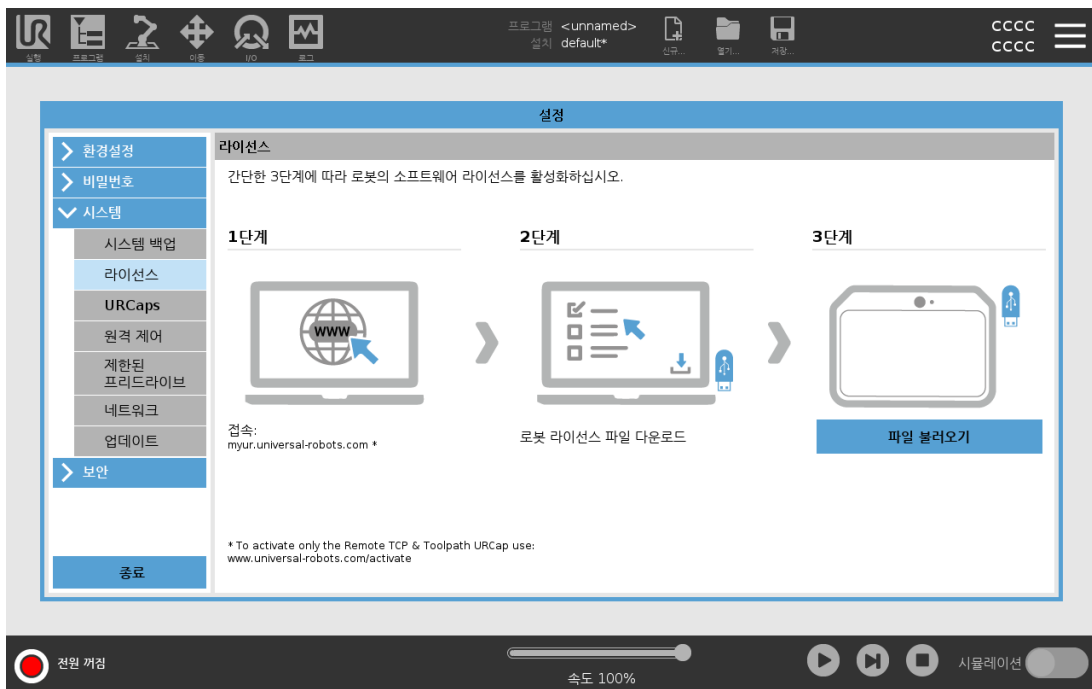 UR
프로그램 <unnamed>
설치 default*
cccc
cccc
실행 프로그램 설치 이동 I/O 로그 신규... 열기... 저장...
설정
환경설정
비밀번호
시스템
시스템 백업
라이선스
URCaps
원격 제어
제한된
프리드라이브
네트워크
업데이트
보안
종료
라이선스
간단한 3단계에 따라 로봇의 소프트웨어 라이선스를 활성화하십시오.
1단계
2단계
3단계
WWW
접속:
myur.universal-robots.com *
로봇 라이선스 파일 다운로드
파일 불러오기
* To activate only the Remote TCP & Toolpath URCap use:
www.universal-robots.com/activate
전원 꺼짐
속도 100%
시뮬레이션